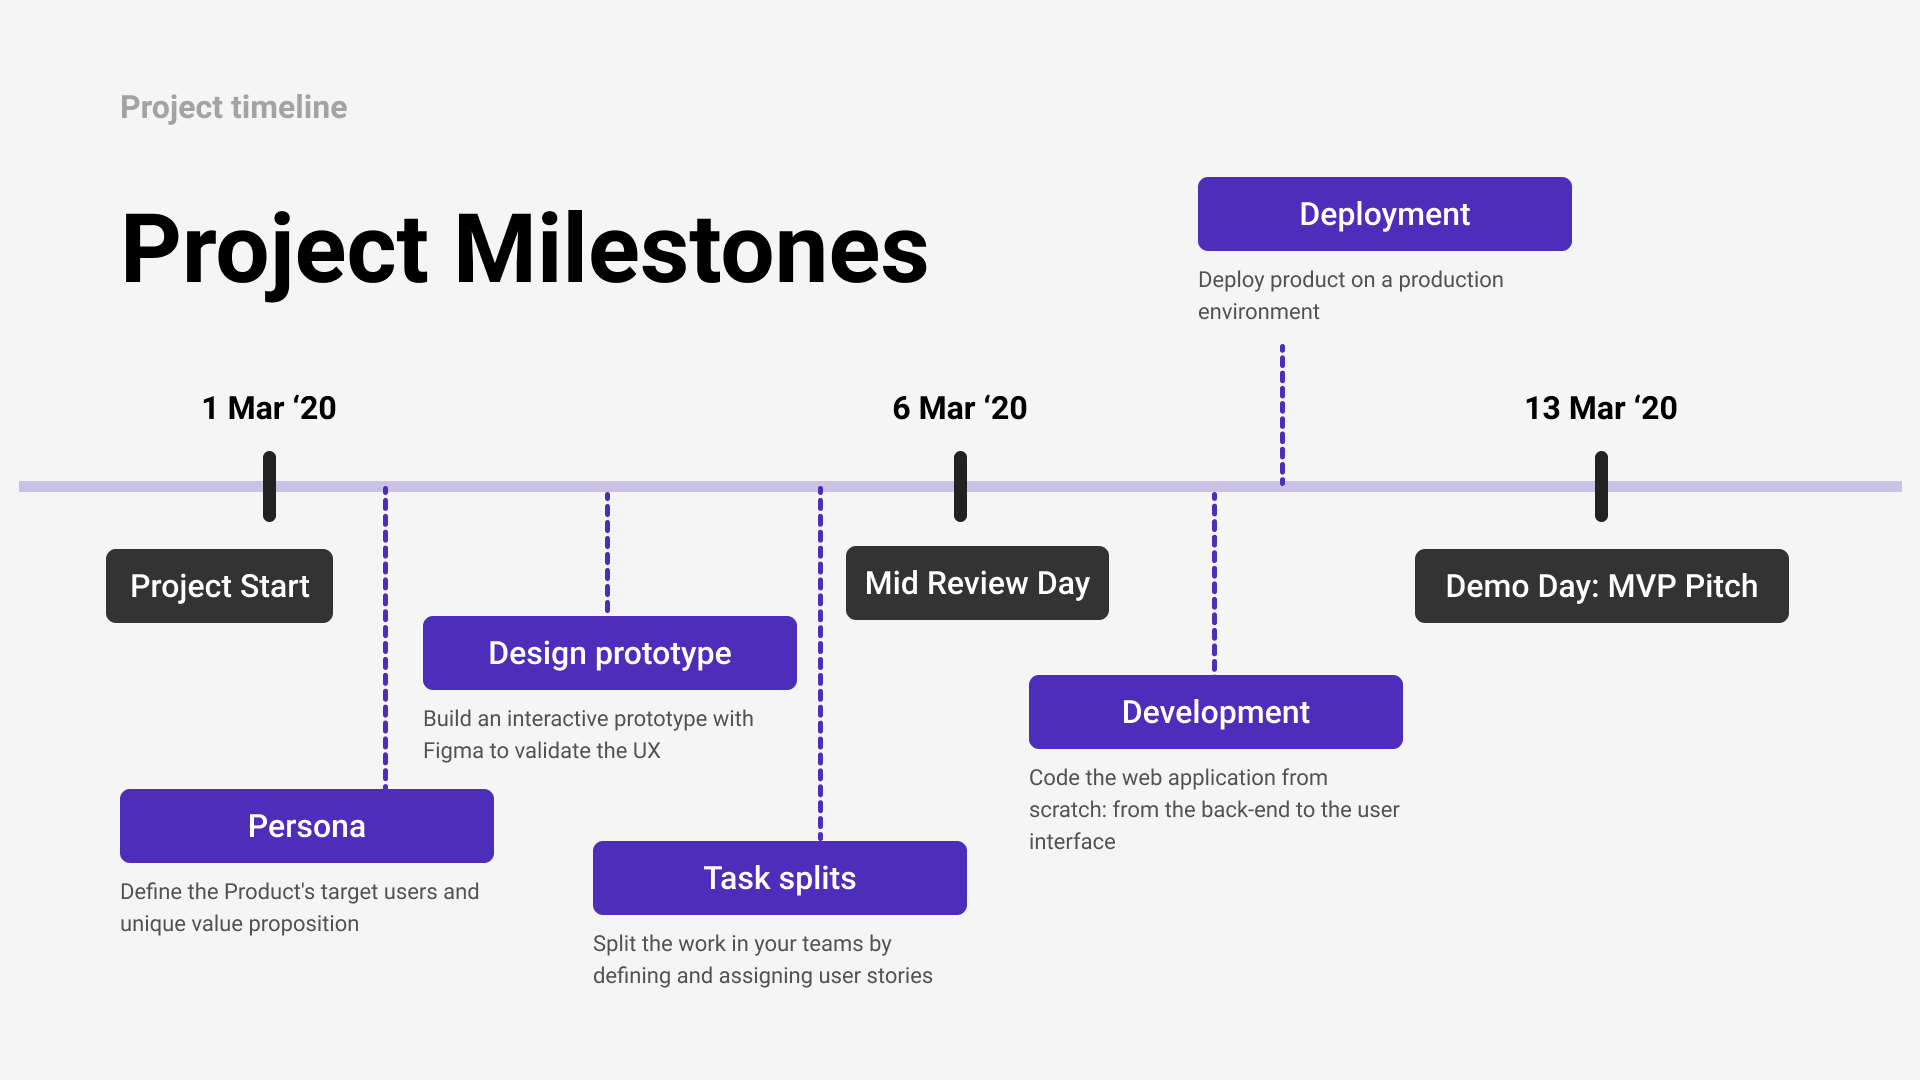 Project timeline
Project Milestones
Deployment
Deploy product on a production
environment
1 Mar ‘20
6 Mar ‘20
13 Mar ‘20
Project Start
Mid Review Day
Demo Day: MVP Pitch
Design prototype
Build an interactive prototype with
Figma to validate the UX
Development
Code the web application from
scratch: from the back-end to the user
interface
Persona
Define the Product's target users and
unique value proposition
Task splits
Split the work in your teams by
defining and assigning user stories